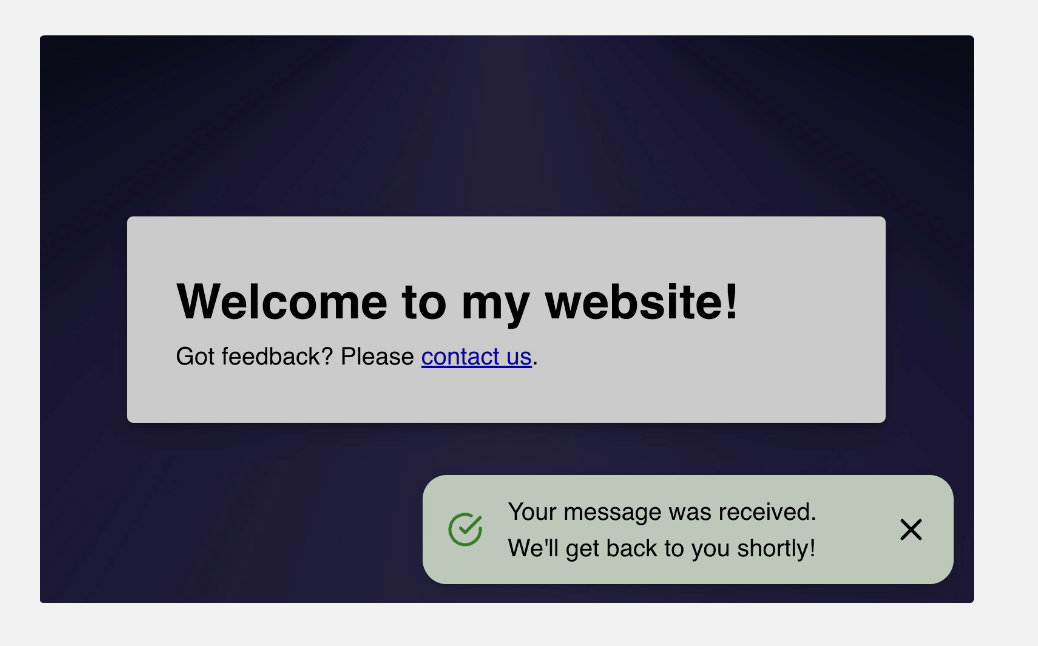 Welcome to my website!
Got feedback? Please contact us.
Your message was received.
We'll get back to you shortly!